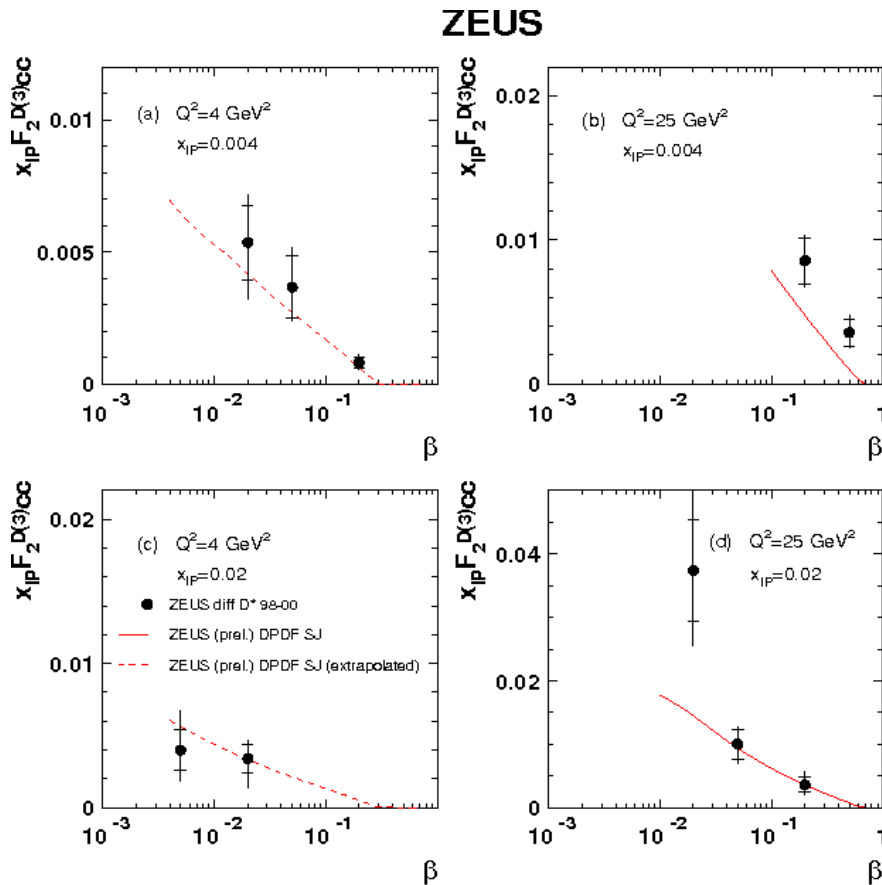 ZEUS
x_IP F_2^D(3)cc
(a) Q²=4 GeV²
x_IP=0.004
0.01
0.005
0
10⁻³ 10⁻² 10⁻¹ 1
β
x_IP F_2^D(3)cc
(b) Q²=25 GeV²
x_IP=0.004
0.02
0.01
0
10⁻³ 10⁻² 10⁻¹ 1
β
x_IP F_2^D(3)cc
(c) Q²=4 GeV²
x_IP=0.02
ZEUS diff D* 98-00
ZEUS (prel.) DPDF SJ
ZEUS (prel.) DPDF SJ (extrapolated)
0.02
0.01
0
10⁻³ 10⁻² 10⁻¹ 1
β
x_IP F_2^D(3)cc
(d) Q²=25 GeV²
x_IP=0.02
0.04
0.02
0
10⁻³ 10⁻² 10⁻¹ 1
β